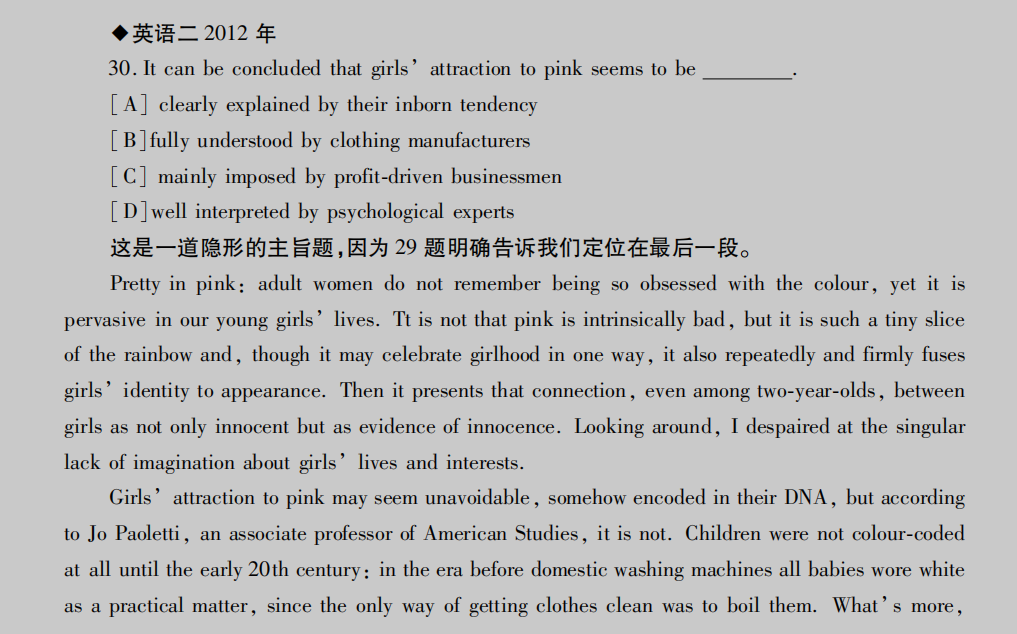 ◆英语二 2012 年
30. It can be concluded that girls’ attraction to pink seems to be ________.
[ A ] clearly explained by their inborn tendency
[ B ]fully understood by clothing manufacturers
[ C ] mainly imposed by profit-driven businessmen
[ D ]well interpreted by psychological experts
这是一道隐形的主旨题,因为 29 题明确告诉我们定位在最后一段。
Pretty in pink: adult women do not remember being so obsessed with the colour, yet it is
pervasive in our young girls’ lives. Tt is not that pink is intrinsically bad, but it is such a tiny slice
of the rainbow and, though it may celebrate girlhood in one way, it also repeatedly and firmly fuses
girls’ identity to appearance. Then it presents that connection, even among two-year-olds, between
girls as not only innocent but as evidence of innocence. Looking around, I despaired at the singular
lack of imagination about girls’ lives and interests.
Girls’ attraction to pink may seem unavoidable, somehow encoded in their DNA, but according
to Jo Paoletti, an associate professor of American Studies, it is not. Children were not colour-coded
at all until the early 20th century: in the era before domestic washing machines all babies wore white
as a practical matter, since the only way of getting clothes clean was to boil them. What’s more,